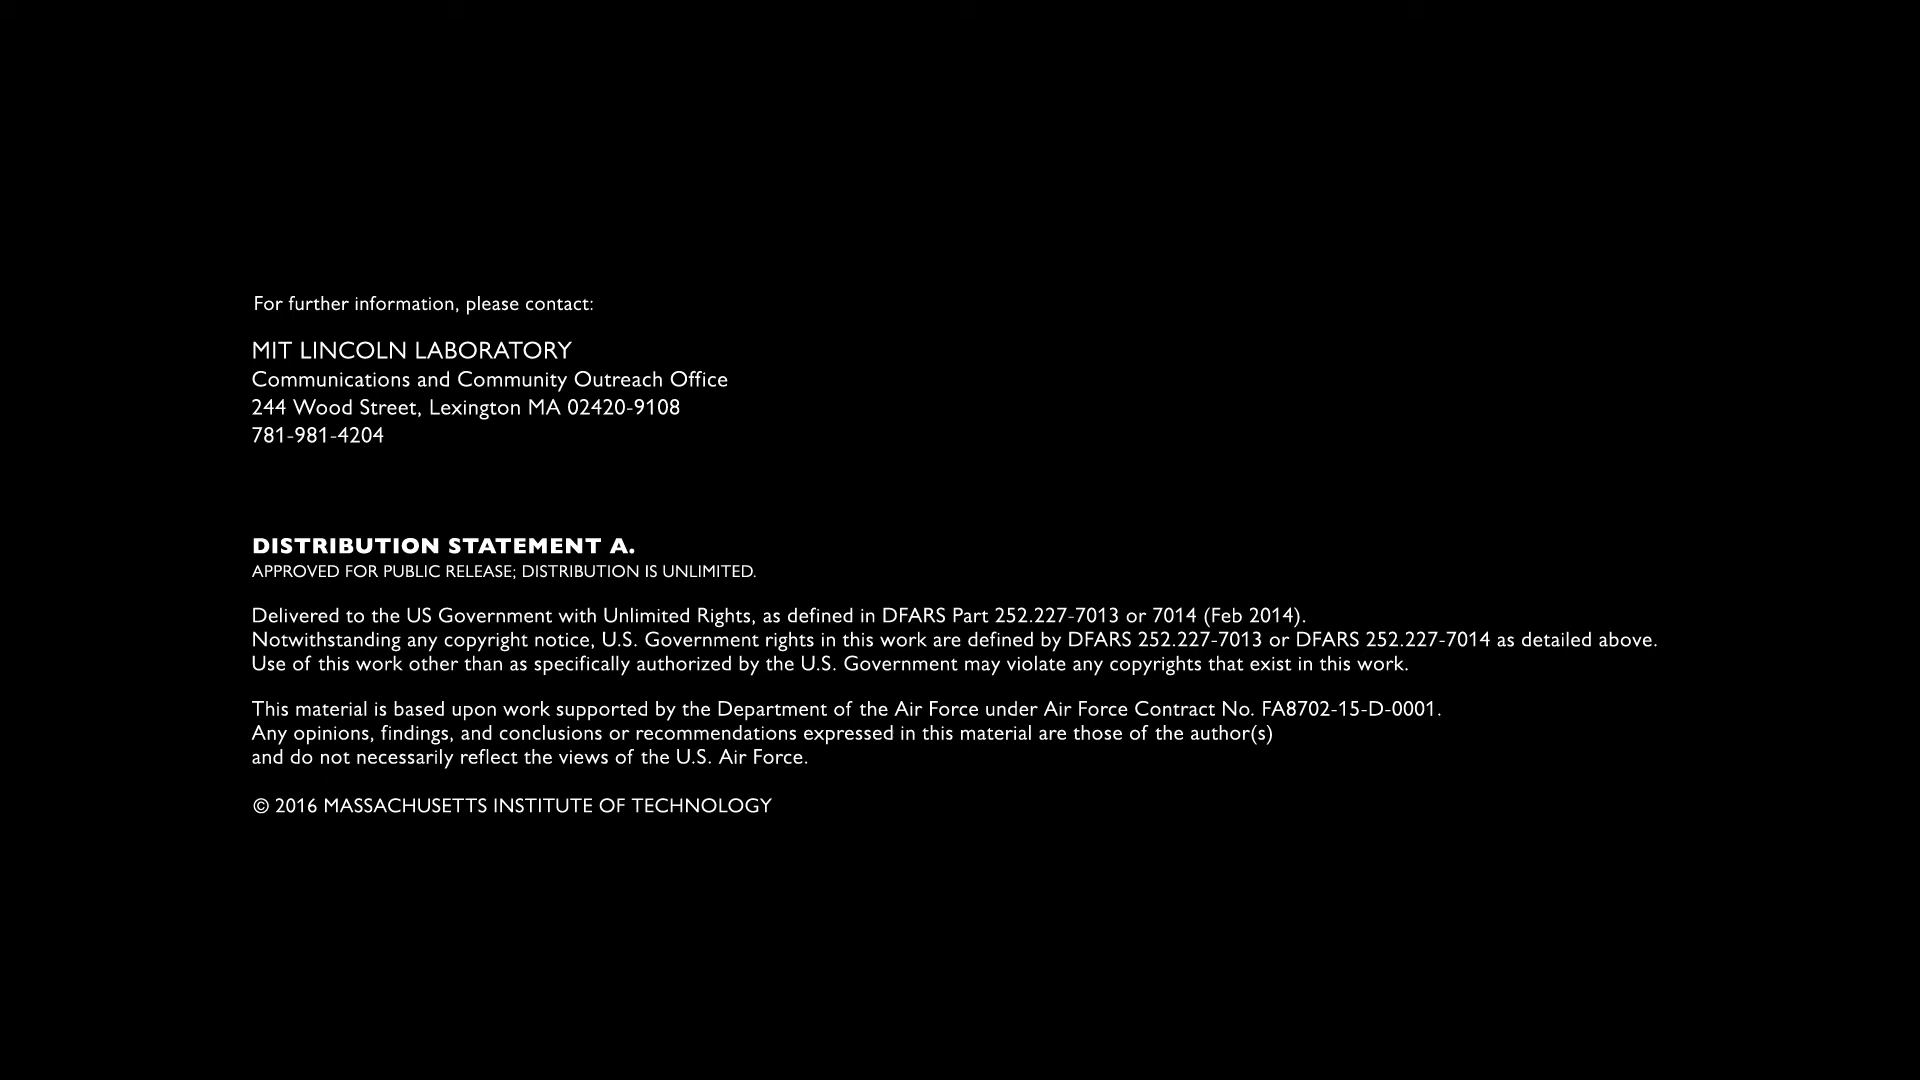 For further information, please contact:
MIT LINCOLN LABORATORY
Communications and Community Outreach Office
244 Wood Street, Lexington MA 02420-9108
781-981-4204
DISTRIBUTION STATEMENT A.
APPROVED FOR PUBLIC RELEASE; DISTRIBUTION IS UNLIMITED.
Delivered to the US Government with Unlimited Rights, as defined in DFARS Part 252.227-7013 or 7014 (Feb 2014).
Notwithstanding any copyright notice, U.S. Government rights in this work are defined by DFARS 252.227-7013 or DFARS 252.227-7014 as detailed above.
Use of this work other than as specifically authorized by the U.S. Government may violate any copyrights that exist in this work.
This material is based upon work supported by the Department of the Air Force under Air Force Contract No. FA8702-15-D-0001.
Any opinions, findings, and conclusions or recommendations expressed in this material are those of the author(s)
and do not necessarily reflect the views of the U.S. Air Force.
© 2016 MASSACHUSETTS INSTITUTE OF TECHNOLOGY